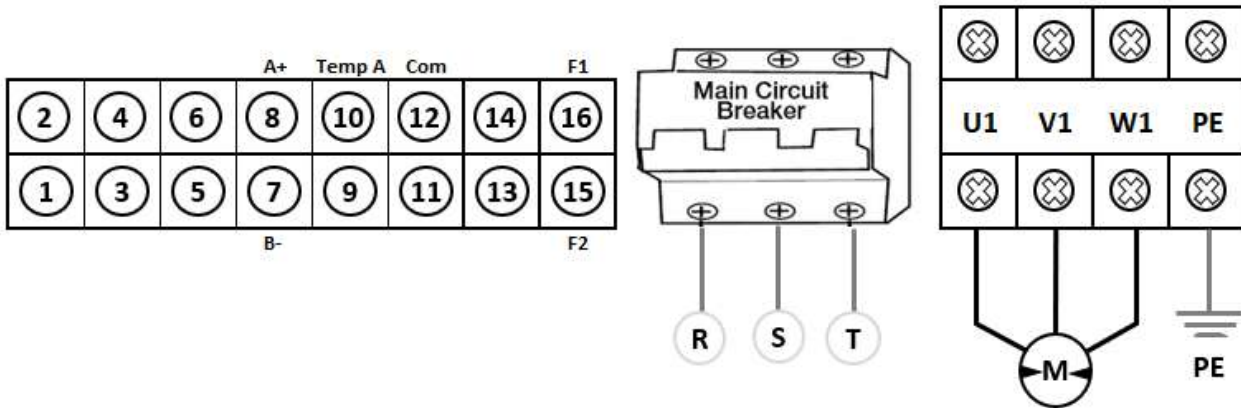 A+ Temp A Com F1
2 4 6 8 10 12 14 16
1 3 5 7 9 11 13 15
B- F2
Main Circuit
Breaker
R S T
U1 V1 W1 PE
M
PE